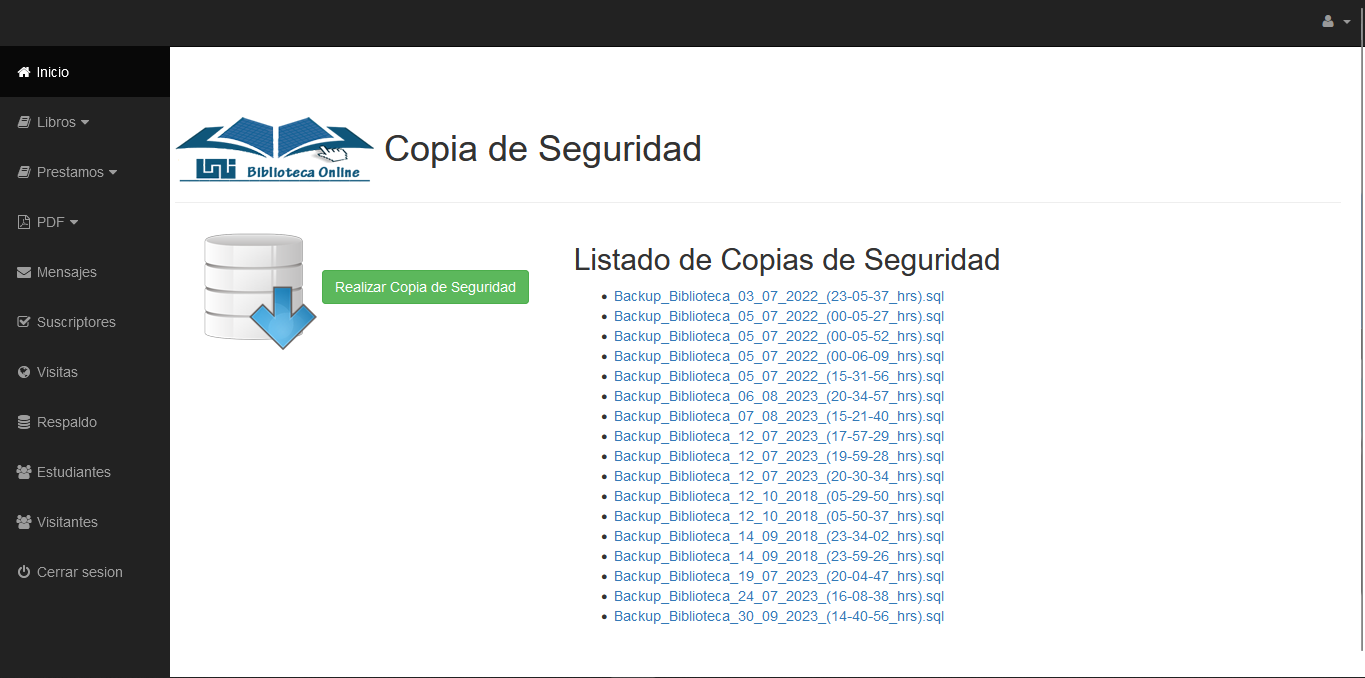 Inicio
Libros
Prestamos
PDF
Mensajes
Suscriptores
Visitas
Respaldo
Estudiantes
Visitantes
Cerrar sesion
UNI
Biblioteca Online
Copia de Seguridad
Realizar Copia de Seguridad
Listado de Copias de Seguridad
Backup_Biblioteca_03_07_2022_(23-05-37_hrs).sql
Backup_Biblioteca_05_07_2022_(00-05-27_hrs).sql
Backup_Biblioteca_05_07_2022_(00-05-52_hrs).sql
Backup_Biblioteca_05_07_2022_(00-06-09_hrs).sql
Backup_Biblioteca_05_07_2022_(15-31-56_hrs).sql
Backup_Biblioteca_06_08_2023_(20-34-57_hrs).sql
Backup_Biblioteca_07_08_2023_(15-21-40_hrs).sql
Backup_Biblioteca_12_07_2023_(17-57-29_hrs).sql
Backup_Biblioteca_12_07_2023_(19-59-28_hrs).sql
Backup_Biblioteca_12_07_2023_(20-30-34_hrs).sql
Backup_Biblioteca_12_10_2018_(05-29-50_hrs).sql
Backup_Biblioteca_12_10_2018_(05-50-37_hrs).sql
Backup_Biblioteca_14_09_2018_(23-34-02_hrs).sql
Backup_Biblioteca_14_09_2018_(23-59-26_hrs).sql
Backup_Biblioteca_19_07_2023_(20-04-47_hrs).sql
Backup_Biblioteca_24_07_2023_(16-08-38_hrs).sql
Backup_Biblioteca_30_09_2023_(14-40-56_hrs).sql